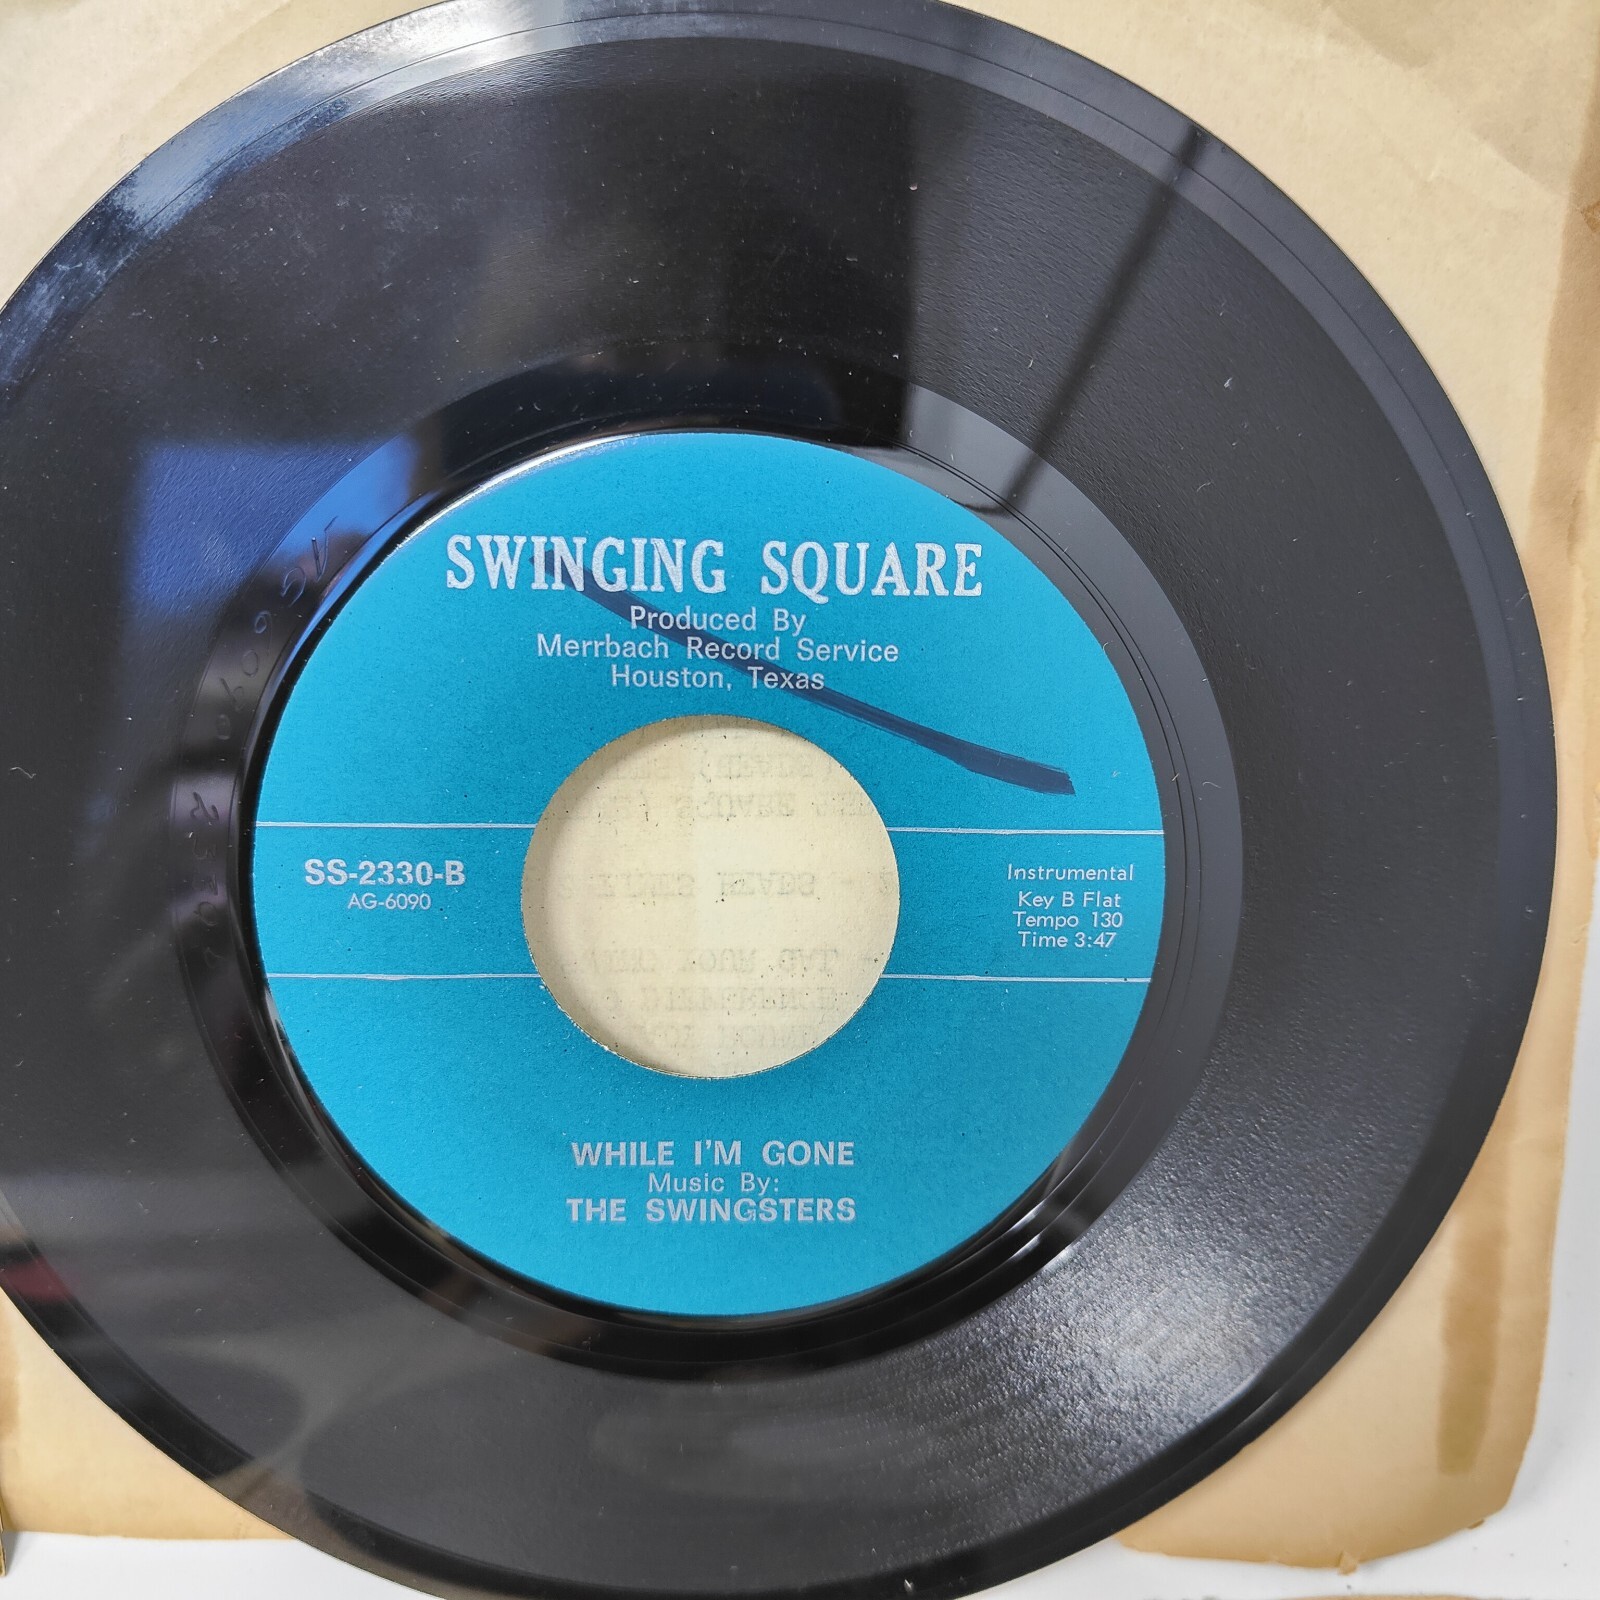 SWINGING SQUARE
Produced By
Merrbach Record Service
Houston, Texas
SS-2330-B
AG-6090
Instrumental
Key B Flat
Tempo 130
Time 3:47
WHILE I'M GONE
Music By:
THE SWINGSTERS